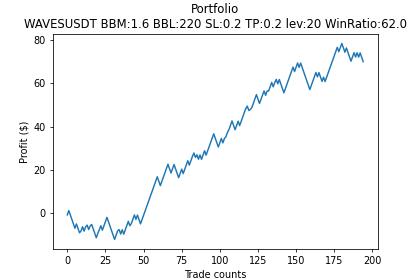 Portfolio
WAVESUSDT BBM:1.6 BBL:220 SL:0.2 TP:0.2 lev:20 WinRatio:62.0
80
60
40
20
0
Profit ($)
0 25 50 75 100 125 150 175 200
Trade counts